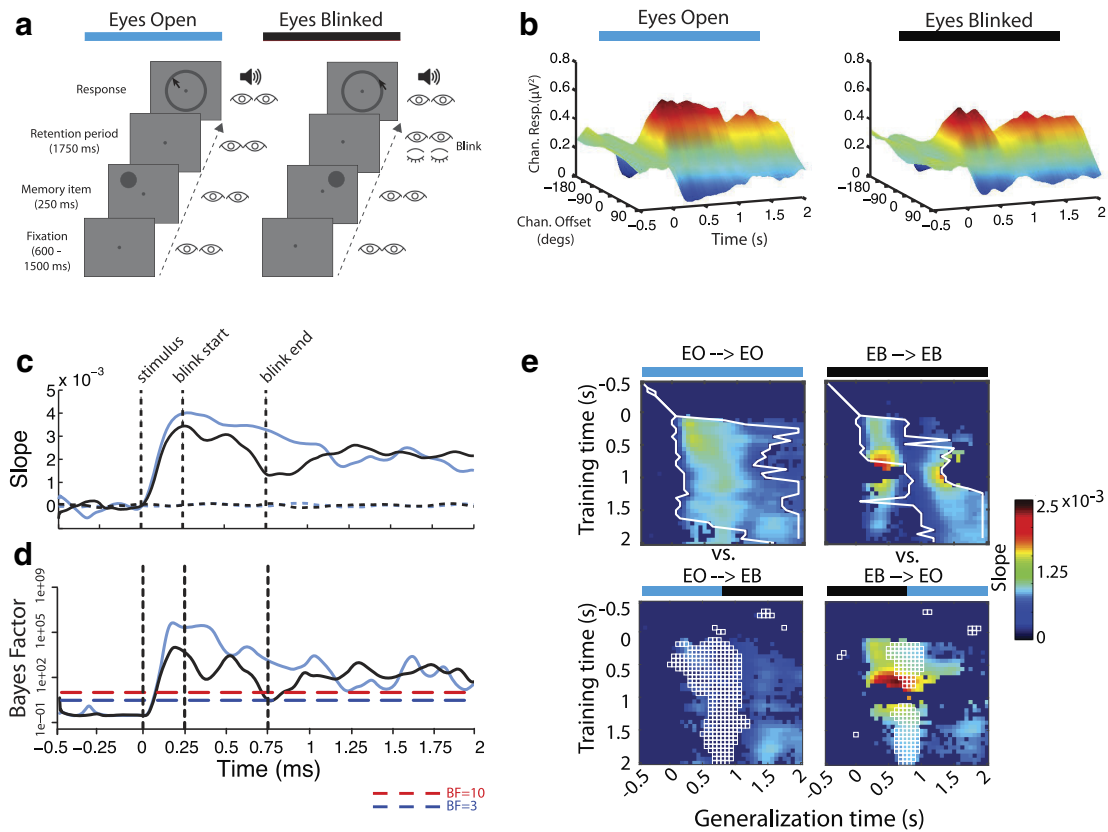 a
Eyes Open
Eyes Blinked
Response
Retention period
(1750 ms)
Blink
Memory item
(250 ms)
Fixation
(600 –
1500 ms)
b
Eyes Open
Eyes Blinked
Chan. Resp.(μV²)
0.8
0.6
0.4
0.2
0
−180
−90
0
90
−0.5
0
0.5
1
1.5
2
Chan. Offset
(degs)
Time (s)
0.8
0.6
0.4
0.2
0
−180
−90
0
90
−0.5
0
0.5
1
1.5
2
c
stimulus
blink start
blink end
x 10⁻³
5
4
3
2
1
0
Slope
d
1e+09
1e+05
1e+02
1e−01
Bayes Factor
−0.5
−0.25
0
0.25
0.5
0.75
1
1.25
1.5
1.75
2
Time (ms)
BF=10
BF=3
e
EO --> EO
EB −> EB
Training time (s)
−0.5
0
0.5
1
1.5
2
vs.
vs.
EO --> EB
EB −> EO
Training time (s)
-0.5
0
0.5
1
1.5
2
-0.5
0
0.5
1
1.5
2
-0.5
0
0.5
1
1.5
2
Generalization time (s)
2.5 ×10⁻³
1.25
0
Slope